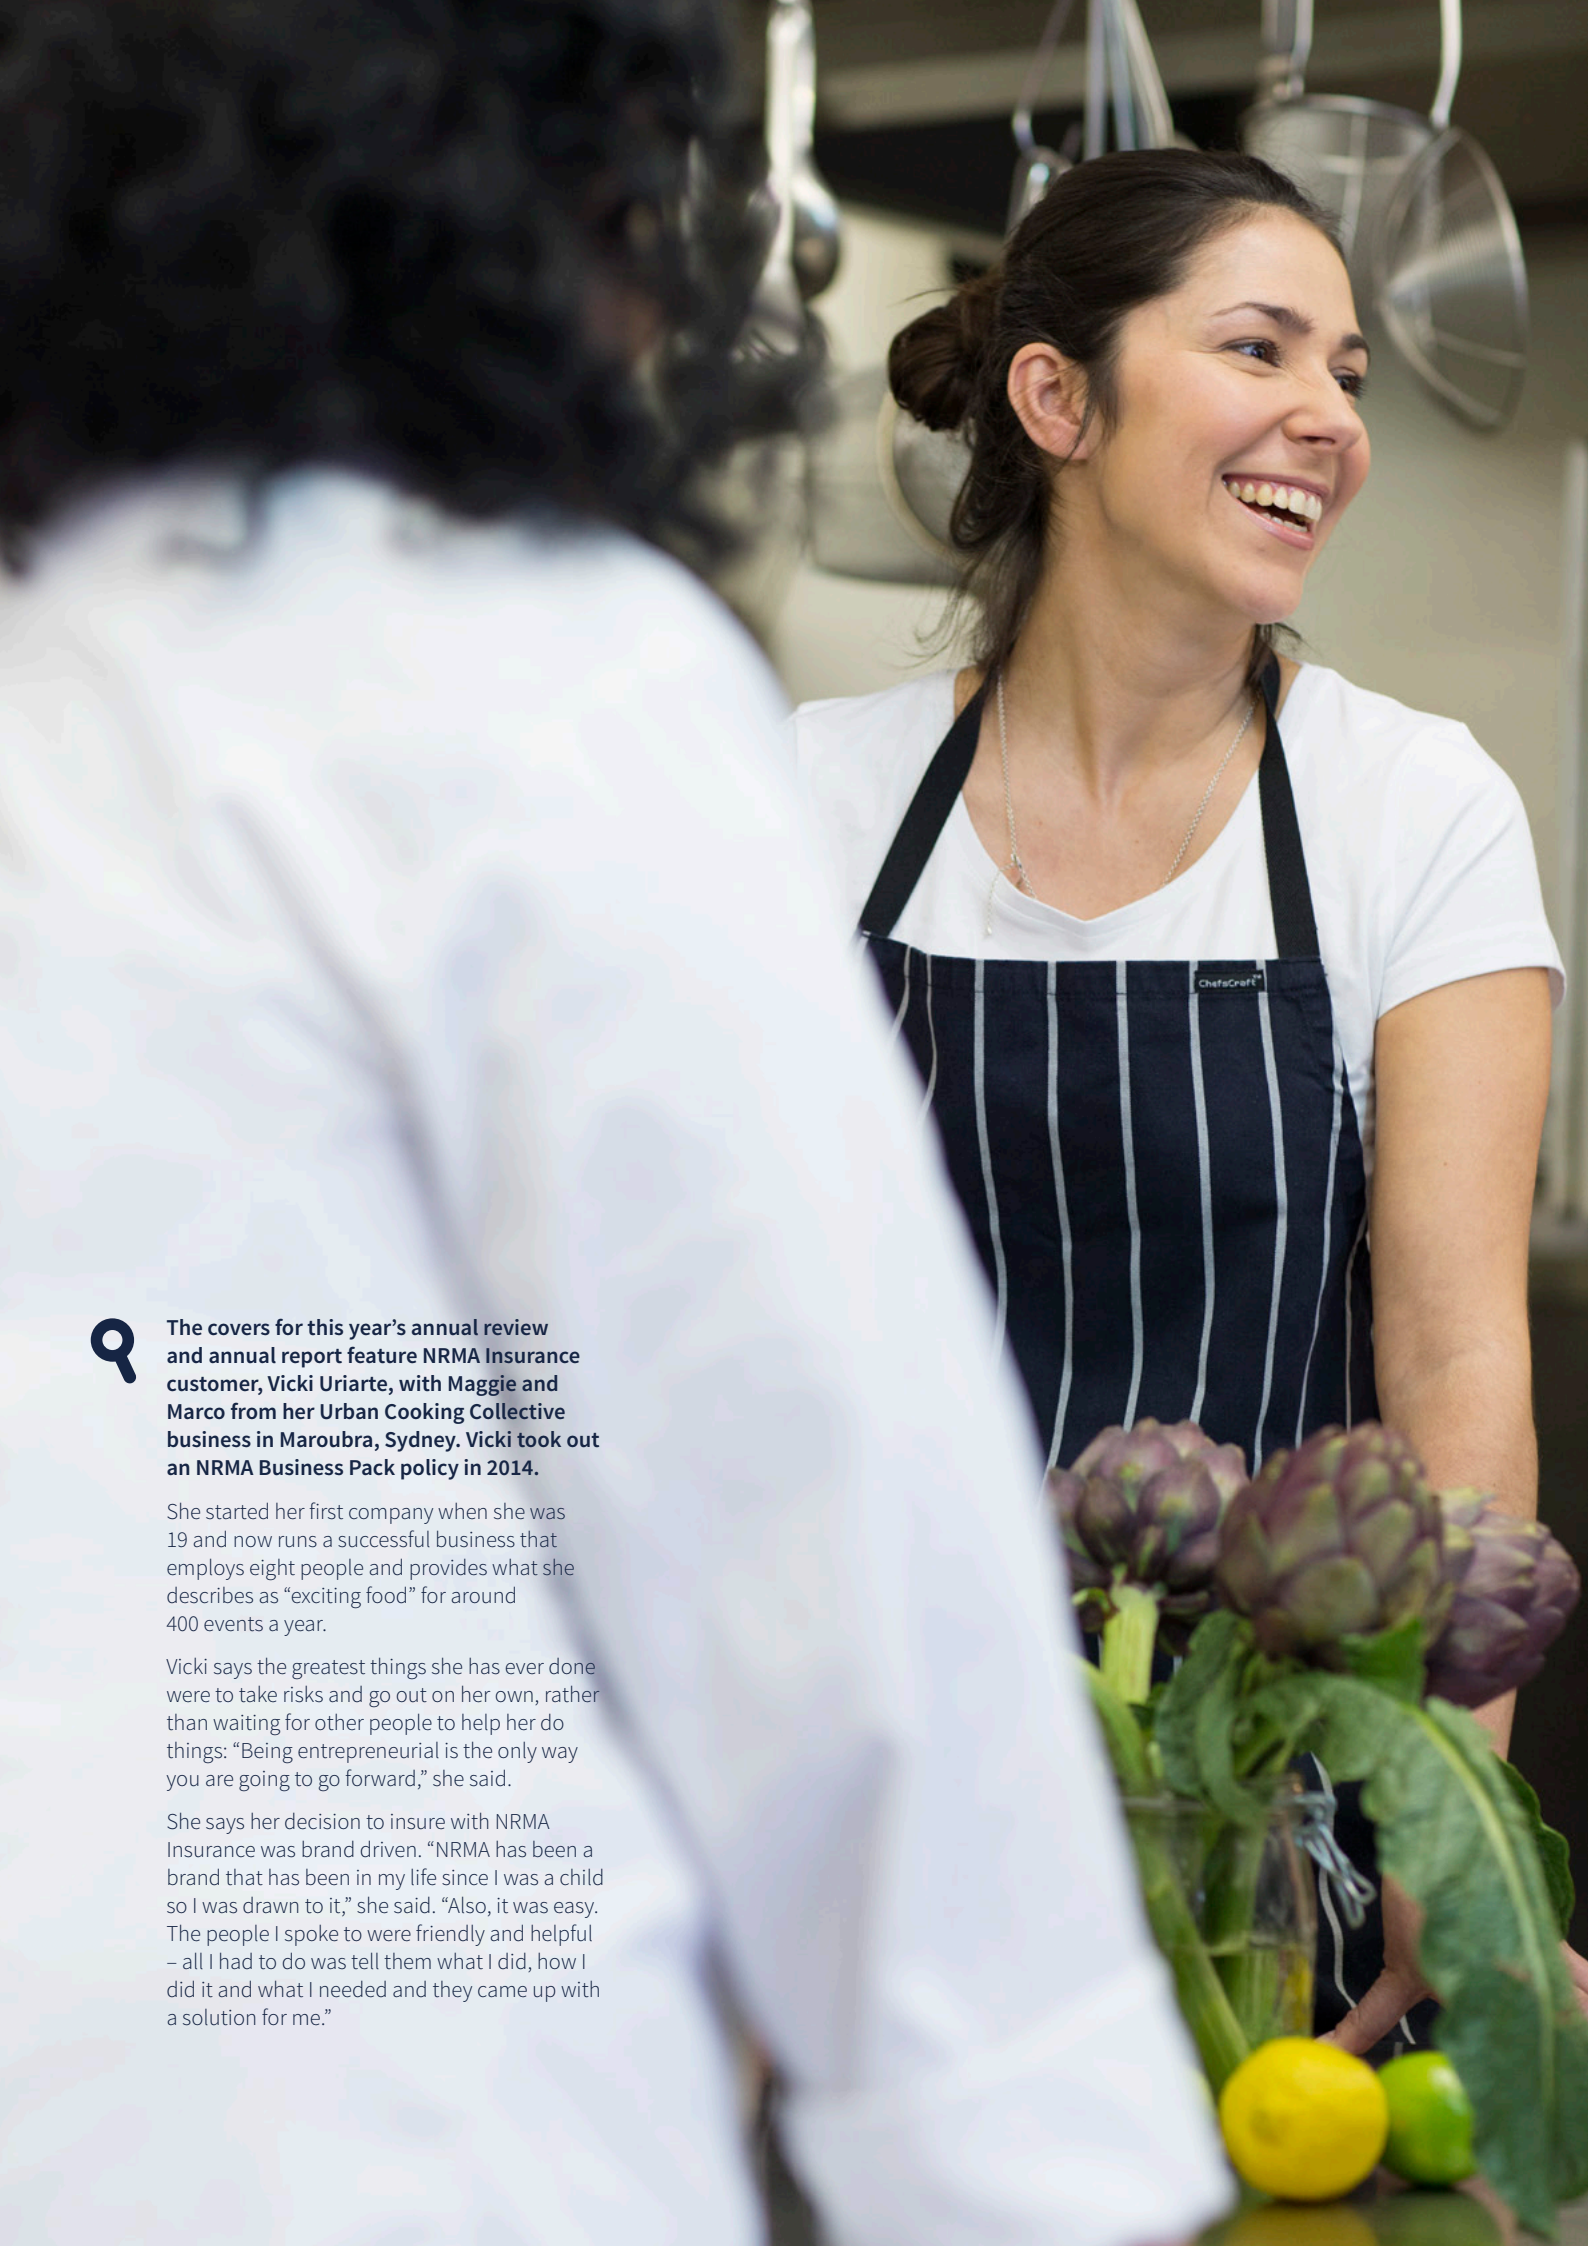 ChefsCraft™
The covers for this year’s annual review
and annual report feature NRMA Insurance
customer, Vicki Uriarte, with Maggie and
Marco from her Urban Cooking Collective
business in Maroubra, Sydney. Vicki took out
an NRMA Business Pack policy in 2014.
She started her first company when she was
19 and now runs a successful business that
employs eight people and provides what she
describes as “exciting food” for around
400 events a year.
Vicki says the greatest things she has ever done
were to take risks and go out on her own, rather
than waiting for other people to help her do
things: “Being entrepreneurial is the only way
you are going to go forward,” she said.
She says her decision to insure with NRMA
Insurance was brand driven. “NRMA has been a
brand that has been in my life since I was a child
so I was drawn to it,” she said. “Also, it was easy.
The people I spoke to were friendly and helpful
– all I had to do was tell them what I did, how I
did it and what I needed and they came up with
a solution for me.”